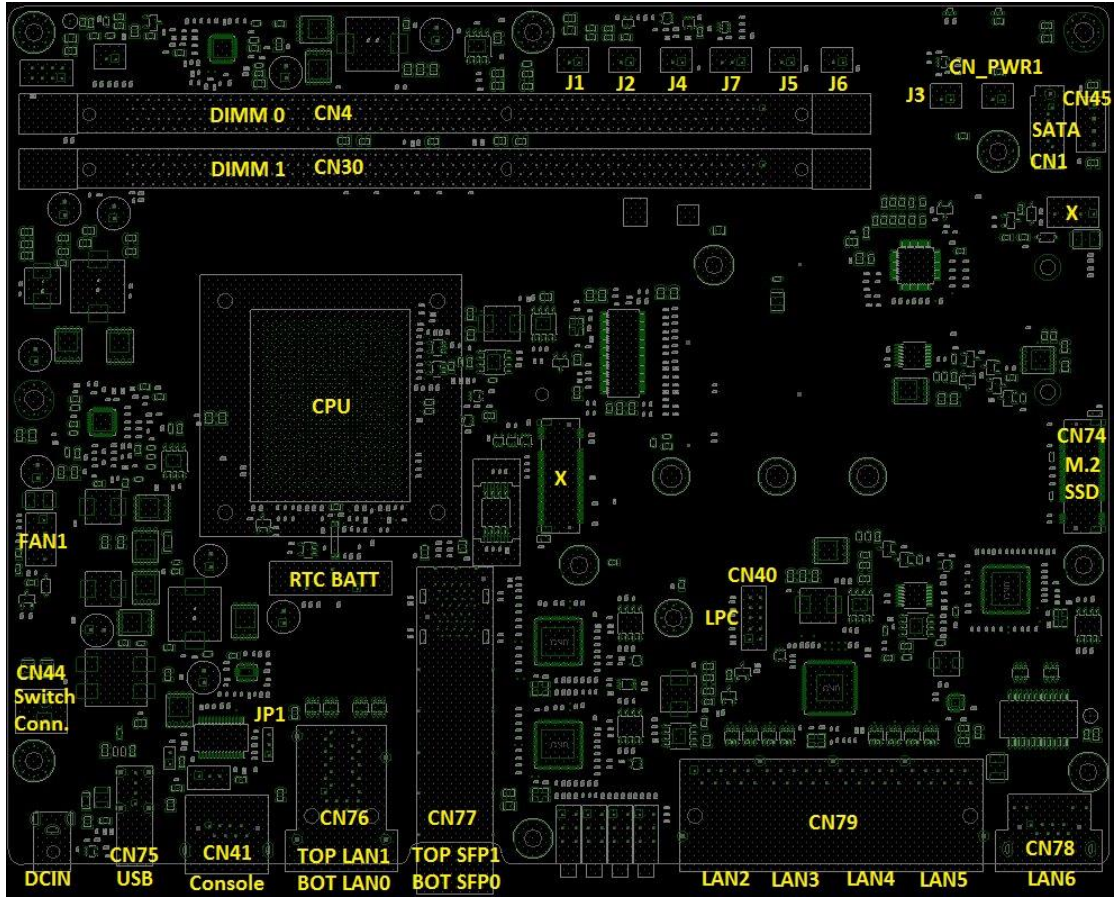 J1 J2 J4 J7 J5 J6
CN_PWR1
J3
CN45
SATA
CN1
DIMM 0 CN4
DIMM 1 CN30
X
CPU
X
CN74
M.2
SSD
FAN1
RTC BATT
CN40
LPC
CN44
Switch
Conn.
JP1
CN75
USB
DCIN
CN41
Console
CN76
TOP LAN1
BOT LAN0
CN77
TOP SFP1
BOT SFP0
CN79
LAN2 LAN3 LAN4 LAN5
CN78
LAN6